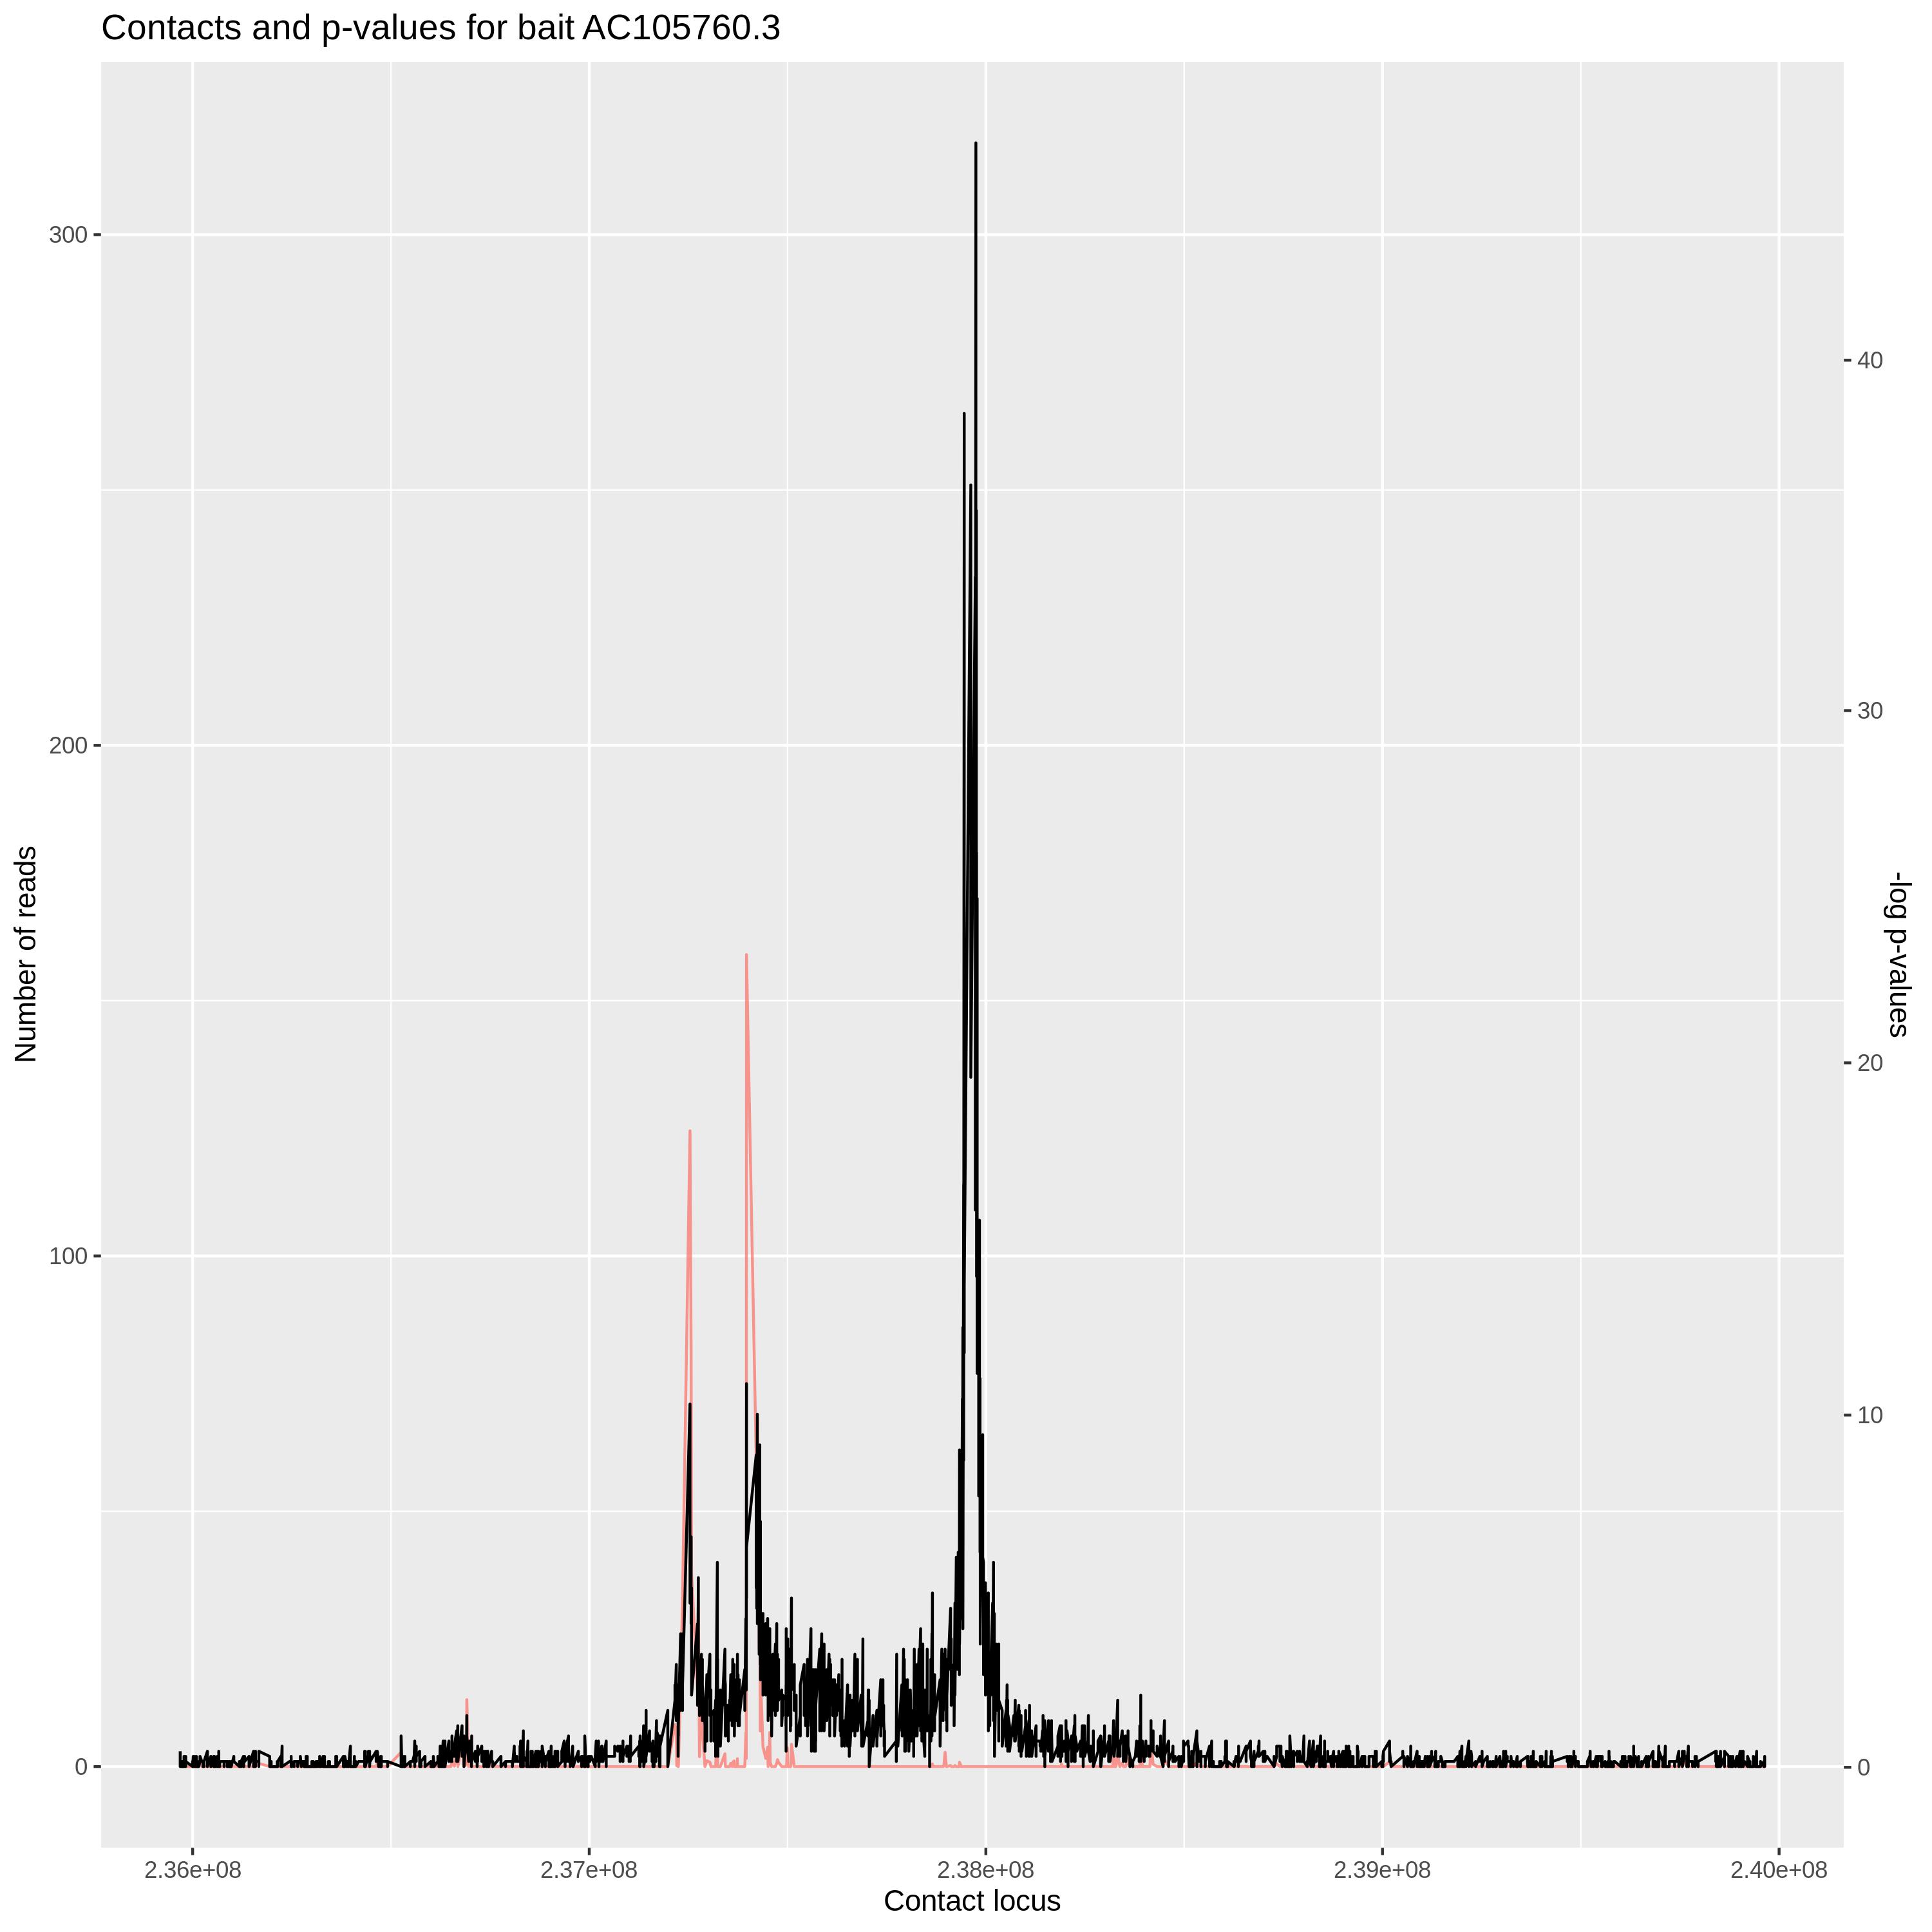 Contacts and p-values for bait AC105760.3
300
200
100
0
Number of reads
40
30
20
10
0
-log p-values
2.36e+08
2.37e+08
2.38e+08
2.39e+08
2.40e+08
Contact locus